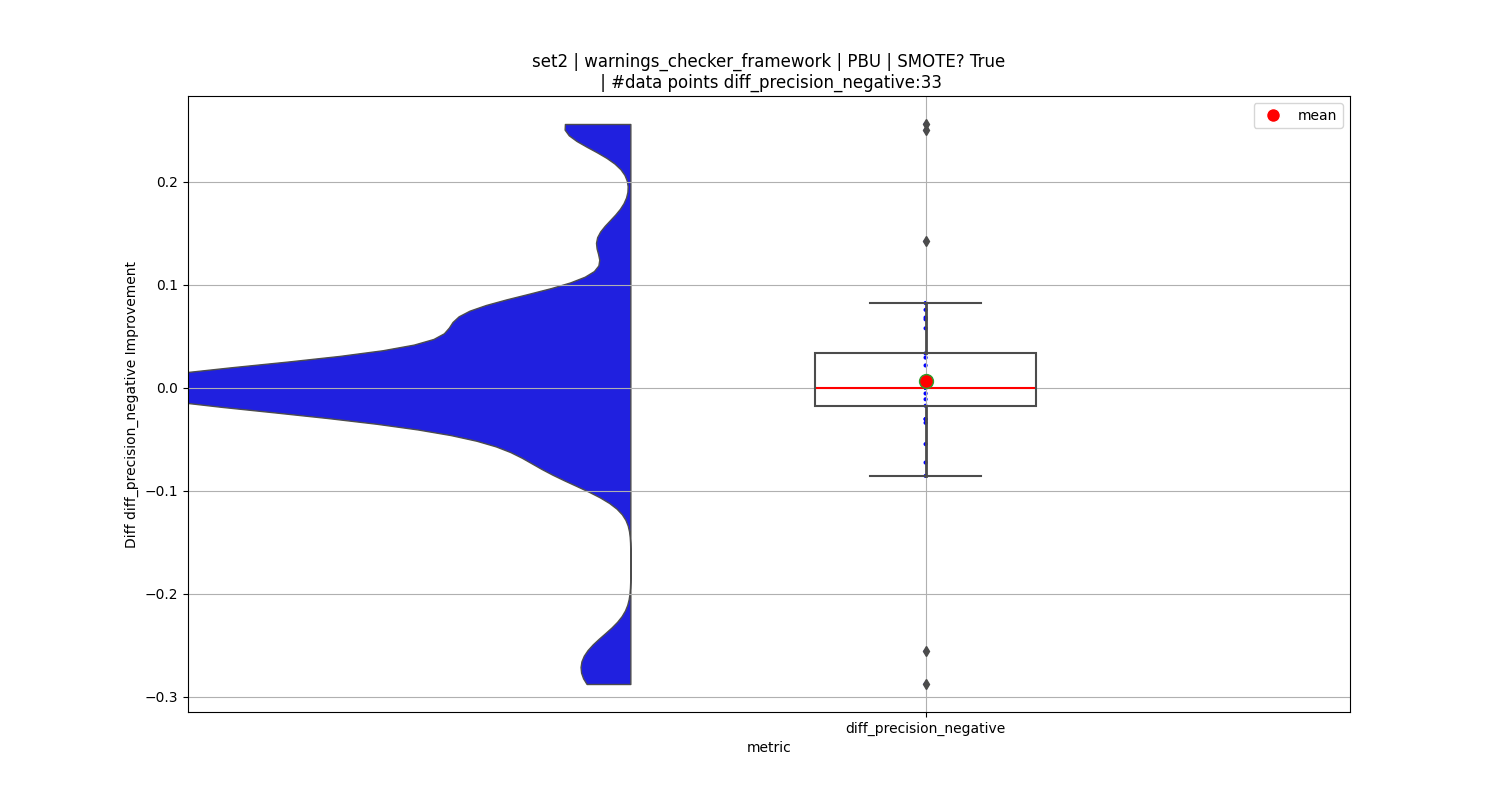 set2 | warnings_checker_framework | PBU | SMOTE? True
| #data points diff_precision_negative:33
mean
0.2
0.1
0.0
−0.1
−0.2
−0.3
Diff diff_precision_negative Improvement
diff_precision_negative
metric